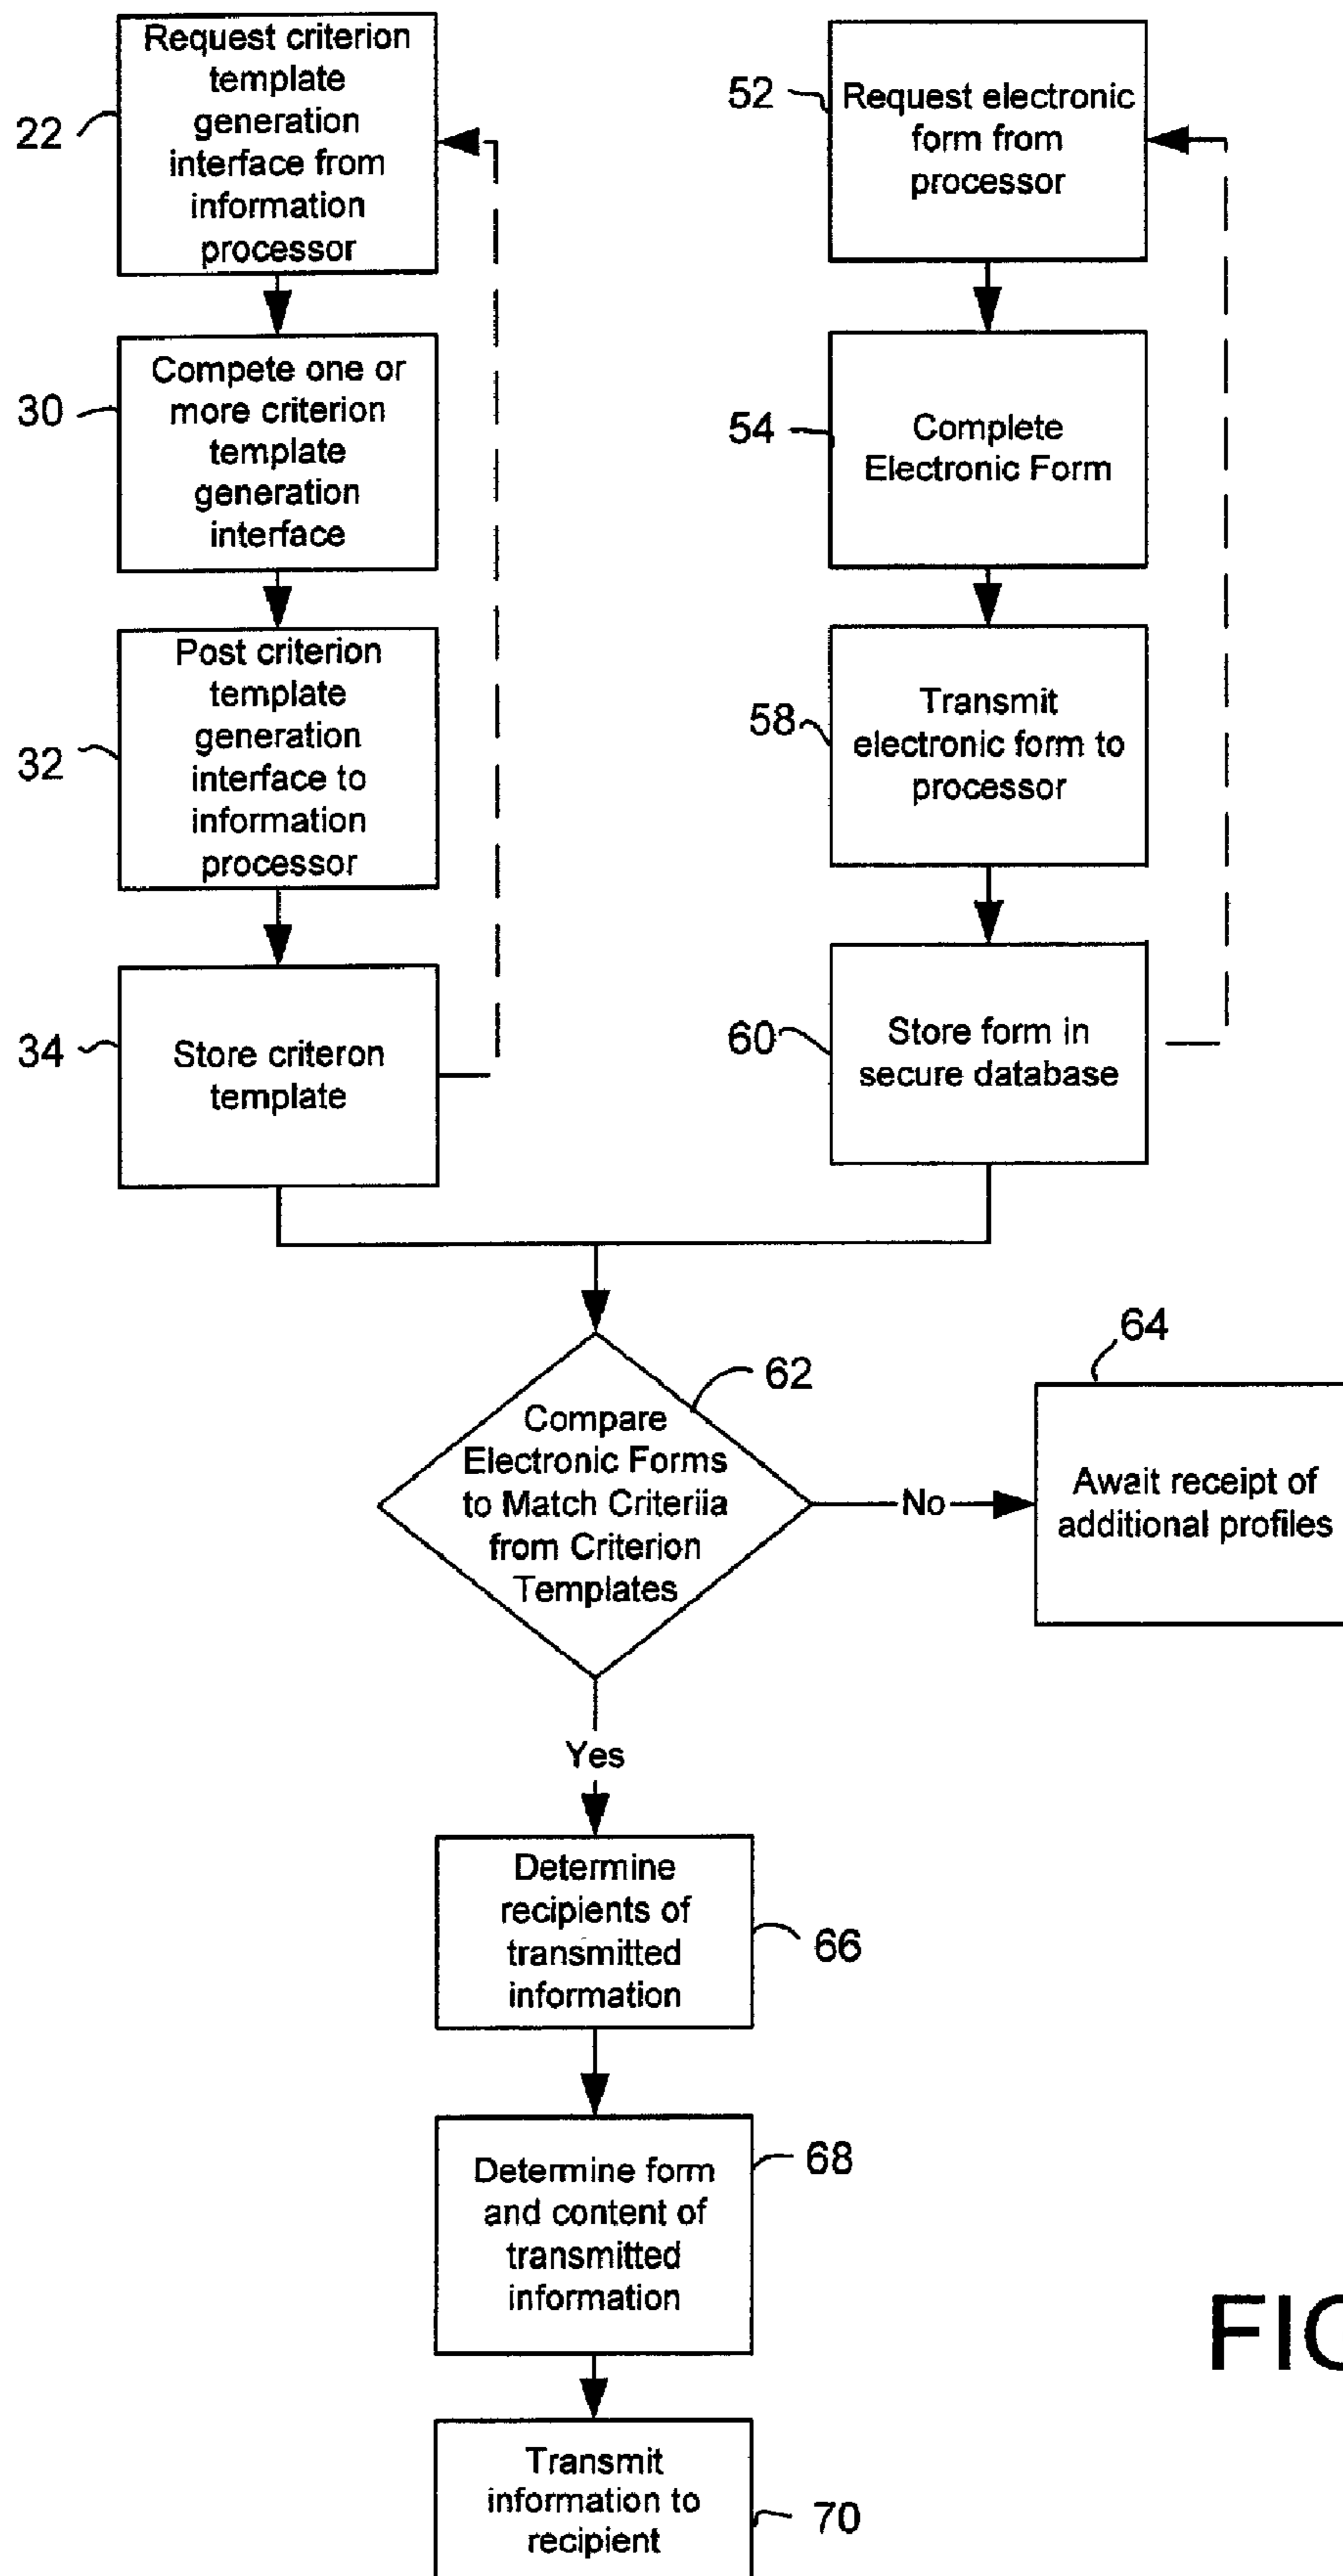 Request criterion
template
generation
interface from
information
processor
22
Compete one or
more criterion
template
generation
interface
30
Post criterion
template
generation
interface to
information
processor
32
Store criteron
template
34
Request electronic
form from
processor
52
Complete
Electronic Form
54
Transmit
electronic form to
processor
58
Store form in
secure database
60
Compare
Electronic Forms
to Match Criteriia
from Criterion
Templates
62
No
64
Await receipt of
additional profiles
Yes
Determine
recipients of
transmitted
information
66
Determine form
and content of
transmitted
information
68
Transmit
information to
recipient
70